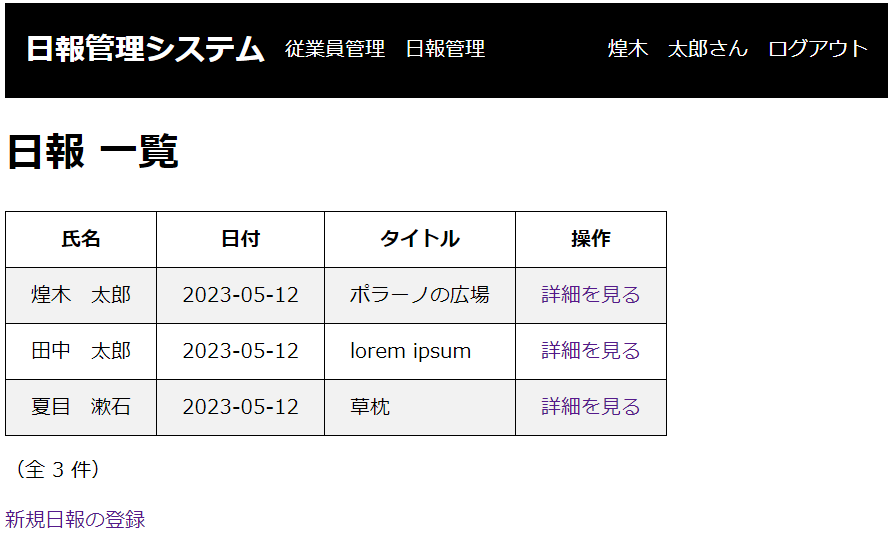 日報管理システム 従業員管理 日報管理 煌木　太郎さん ログアウト
日報 一覧
氏名 日付 タイトル 操作
煌木　太郎 2023-05-12 ポラーノの広場 詳細を見る
田中　太郎 2023-05-12 lorem ipsum 詳細を見る
夏目　漱石 2023-05-12 草枕 詳細を見る
（全 3 件）
新規日報の登録